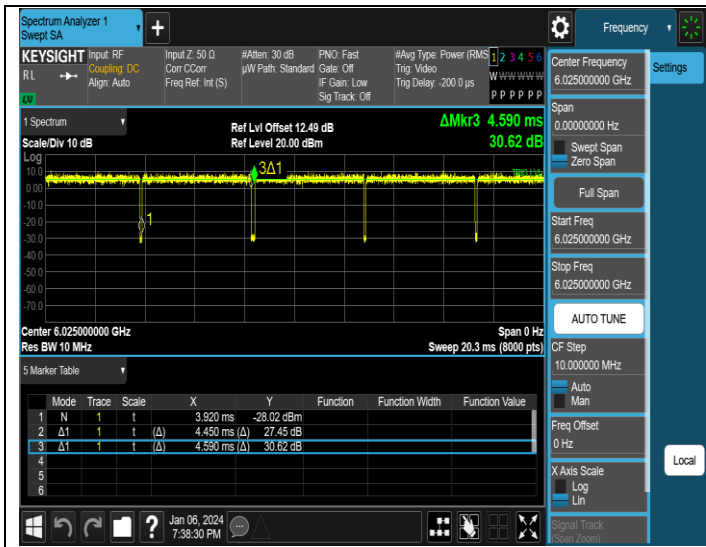 Spectrum Analyzer 1
Swept SA
Frequency
KEYSIGHT
RL
LXI
Input: RF
Coupling: DC
Align: Auto
Input Z: 50 Ω
Corr CCorr
Freq Ref: Int (S)
#Atten: 30 dB
µW Path: Standard
PNO: Fast
Gate: Off
IF Gain: Low
Sig Track: Off
#Avg Type: Power (RMS
Trig: Video
Trig Delay: -200.0 µs
1 2 3 4 5 6
W W W W W W
P P P P P P
1 Spectrum
Scale/Div 10 dB
Ref Lvl Offset 12.49 dB
Ref Level 20.00 dBm
ΔMkr3 4.590 ms
30.62 dB
Log
10.0
0.00
-10.0
-20.0
-30.0
-40.0
-50.0
-60.0
-70.0
3Δ1
1
Center 6.025000000 GHz
Res BW 10 MHz
Span 0 Hz
Sweep 20.3 ms (8000 pts)
5 Marker Table
Mode Trace Scale X Y Function Function Width Function Value
1 N 1 t 3.920 ms -28.02 dBm
2 Δ1 1 t (Δ) 4.450 ms (Δ) 27.45 dB
3 Δ1 1 t (Δ) 4.590 ms (Δ) 30.62 dB
4
5
6
Jan 06, 2024
7:38:30 PM
Center Frequency
6.025000000 GHz
Span
0.00000000 Hz
Swept Span
Zero Span
Full Span
Start Freq
6.025000000 GHz
Stop Freq
6.025000000 GHz
AUTO TUNE
CF Step
10.000000 MHz
Auto
Man
Freq Offset
0 Hz
X Axis Scale
Log
Lin
Signal Track
(Span Zoom)
Settings
Local